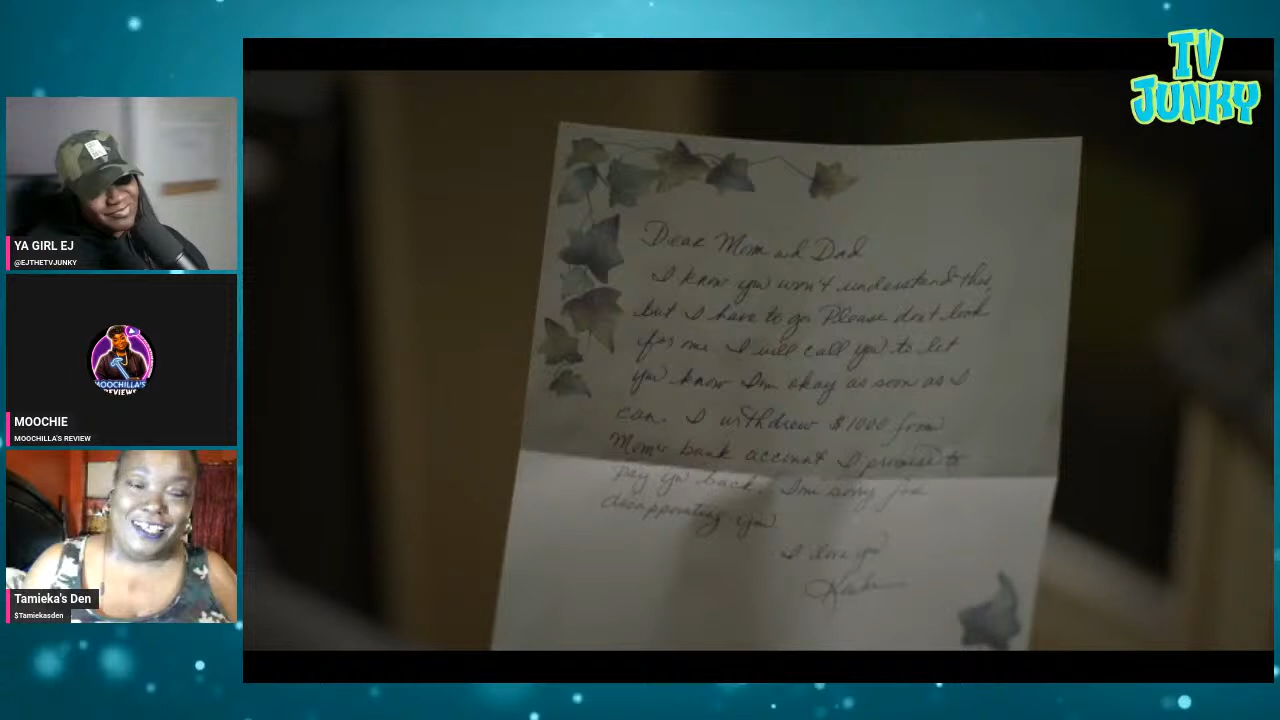 TV
JUNKY
YA GIRL EJ
@EJTHETVJUNKY
MOOCHILLA'S
REVIEWS
MOOCHIE
MOOCHILLA'S REVIEW
Tamieka's Den
$Tamiekasden
Dear Mom and Dad
I know you won't understand this,
but I have to go. Please don't look
for me. I will call you to let
you know I'm okay as soon as I
can. I withdrew $1000 from
Mom's bank account I promise to
pay you back. I'm sorry for
disappointing you
I love you